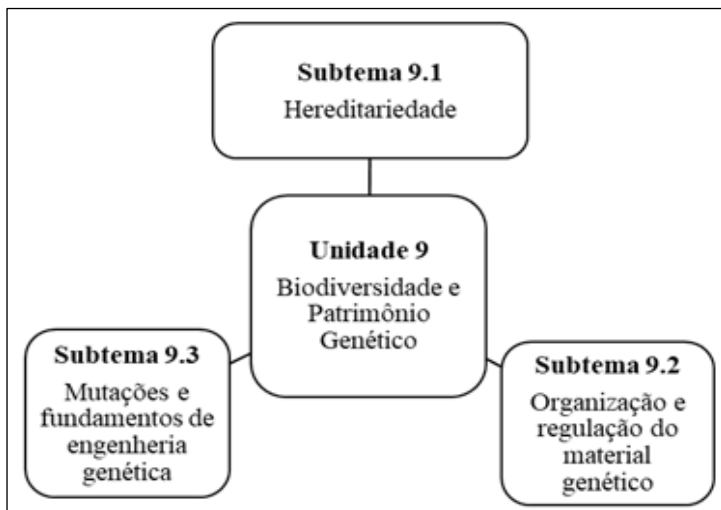 Subtema 9.1
Hereditariedade
Unidade 9
Biodiversidade e
Patrimônio
Genético
Subtema 9.3
Mutações e
fundamentos de
engenheria
genética
Subtema 9.2
Organização e
regulação do
material
genético